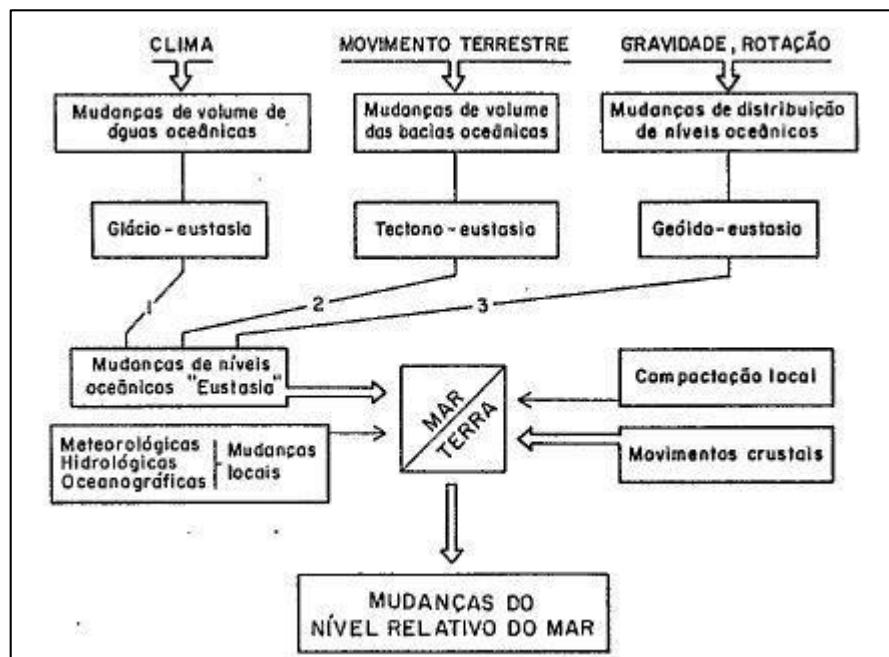 CLIMA
MOVIMENTO TERRESTRE
GRAVIDADE, ROTAÇÃO
Mudanças de volume de
águas oceânicas
Mudanças de volume
das bacias oceânicas
Mudanças de distribuição
de níveis oceânicos
Glácio-eustasia
Tectono-eustasia
Geóido-eustasia
1
2
3
Mudanças de níveis
oceânicos "Eustasia"
Meteorológicas
Hidrológicas
Oceanográficas
Mudanças
locais
MAR
TERRA
Compactação local
Movimentos crustais
MUDANÇAS DO
NÍVEL RELATIVO DO MAR